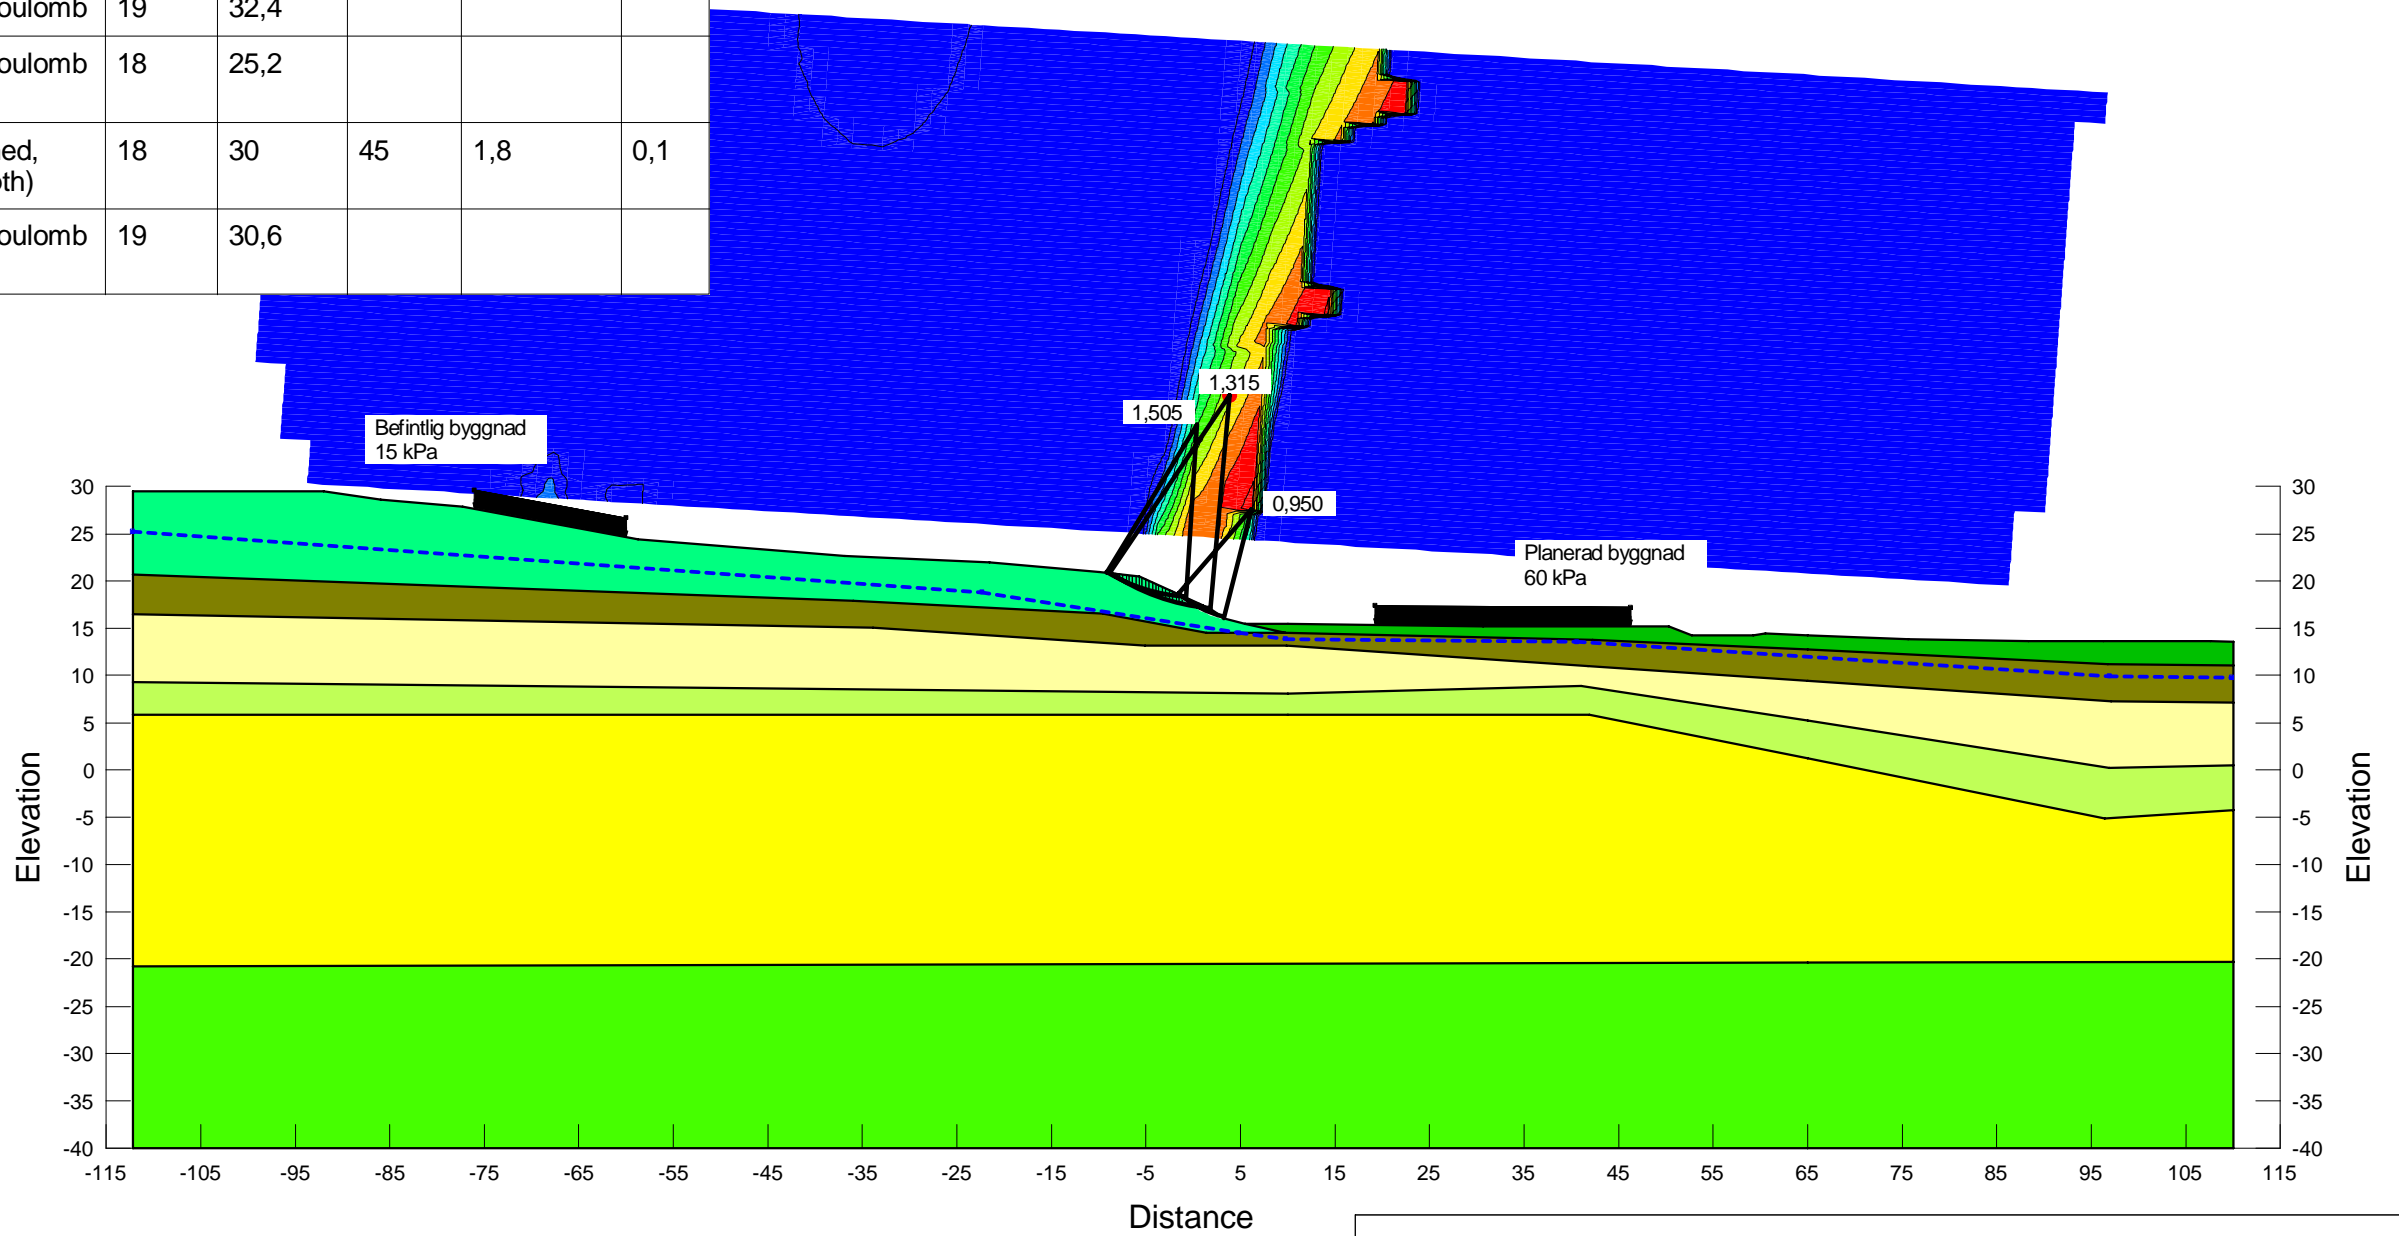 oulomb 19 32,4
oulomb 18 25,2
ed, 18 30 45 1,8 0,1
th)
oulomb 19 30,6
1,315
1,505
Befintlig byggnad
15 kPa
0,950
Planerad byggnad
60 kPa
30 30
25 25
20 20
15 15
10 10
5 5
0 0
-5 -5
-10 -10
-15 -15
-20 -20
-25 -25
-30 -30
-35 -35
-40 -40
Elevation
Elevation
-115 -105 -95 -85 -75 -65 -55 -45 -35 -25 -15 -5 5 15 25 35 45 55 65 75 85 95 105 115
Distance